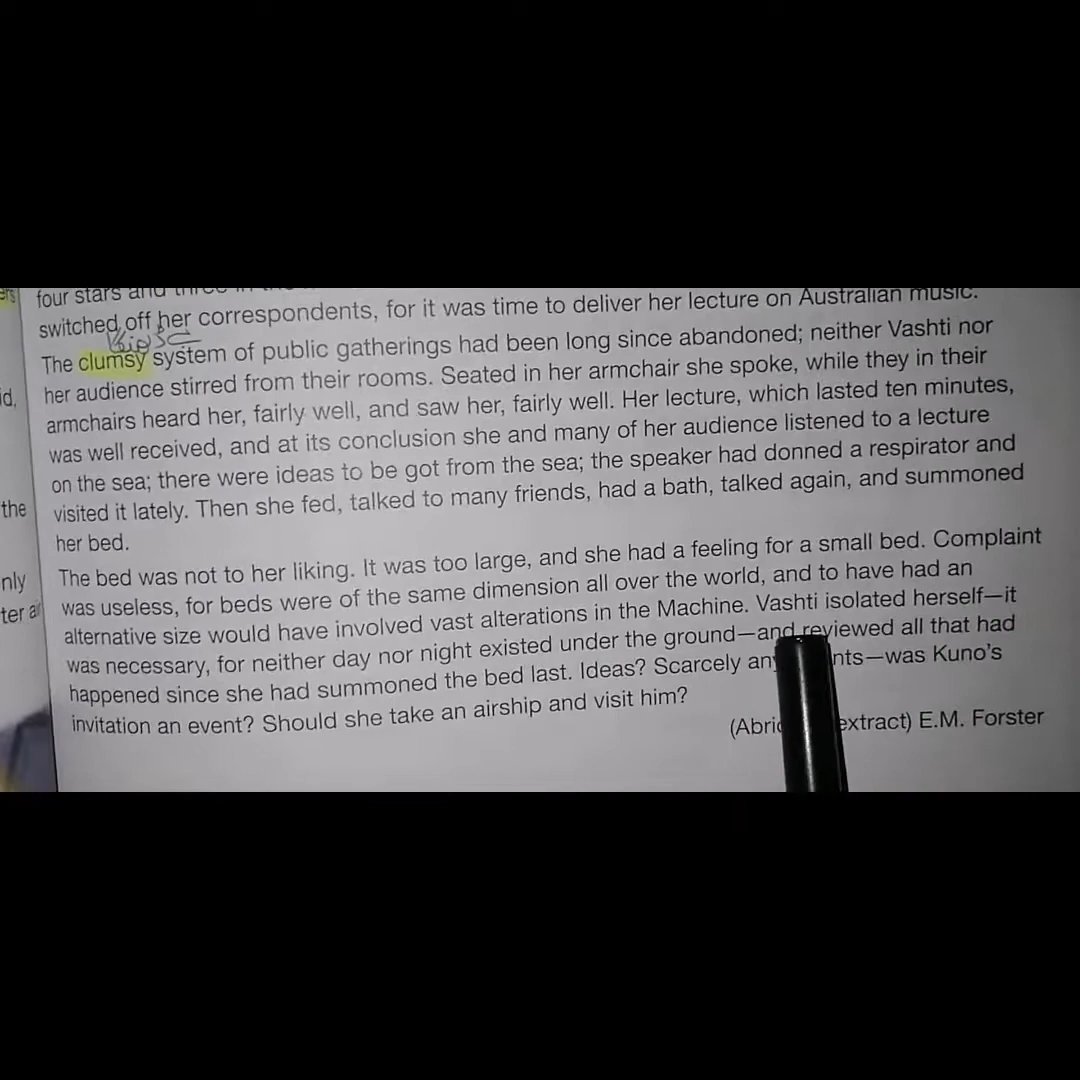 ers
four stars and three in the
switched off her correspondents, for it was time to deliver her lecture on Australian music.
The clumsy system of public gatherings had been long since abandoned; neither Vashti nor
id,
her audience stirred from their rooms. Seated in her armchair she spoke, while they in their
armchairs heard her, fairly well, and saw her, fairly well. Her lecture, which lasted ten minutes,
was well received, and at its conclusion she and many of her audience listened to a lecture
on the sea; there were ideas to be got from the sea; the speaker had donned a respirator and
the
visited it lately. Then she fed, talked to many friends, had a bath, talked again, and summoned
her bed.
nly
The bed was not to her liking. It was too large, and she had a feeling for a small bed. Complaint
ter air
was useless, for beds were of the same dimension all over the world, and to have had an
alternative size would have involved vast alterations in the Machine. Vashti isolated herself—it
was necessary, for neither day nor night existed under the ground—and reviewed all that had
happened since she had summoned the bed last. Ideas? Scarcely an nts—was Kuno's
invitation an event? Should she take an airship and visit him?
(Abri extract) E.M. Forster